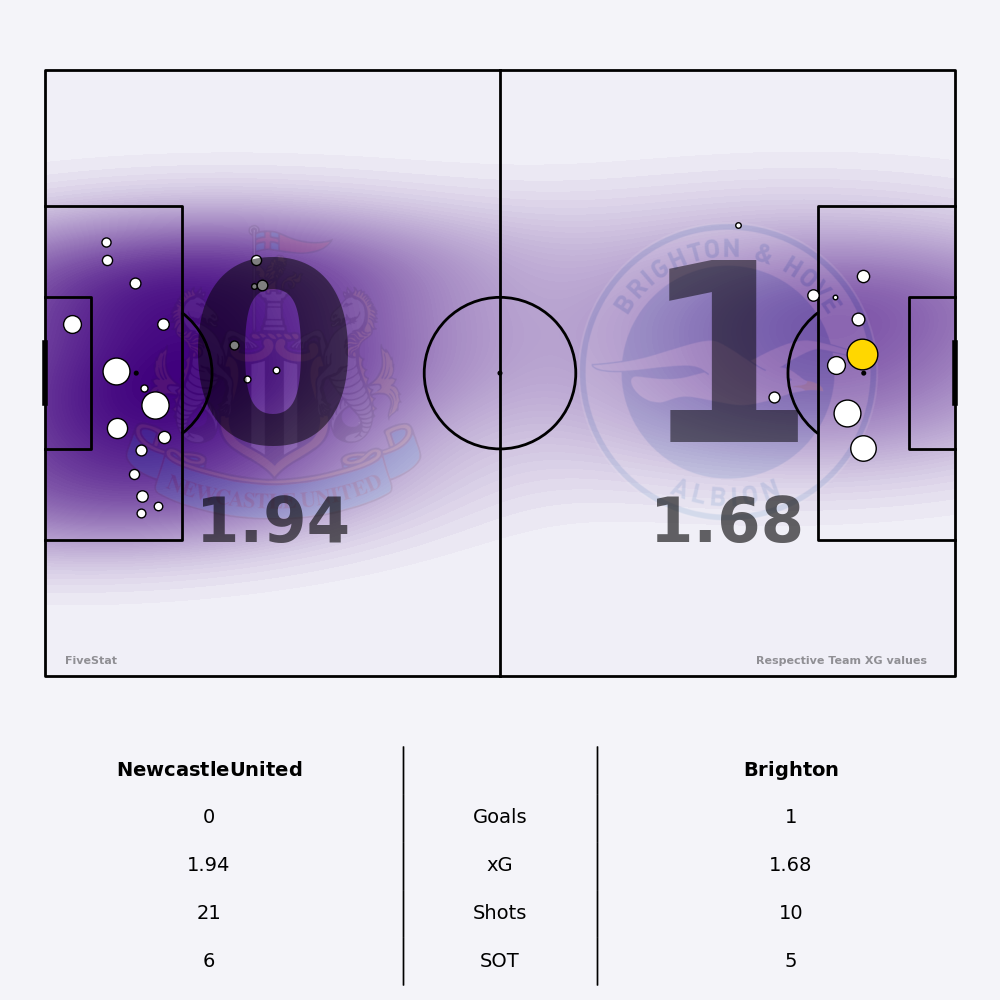 BRIGHTON & HOVE
ALBION
NEWCASTLE UNITED
0
1
1.94
1.68
FiveStat
Respective Team XG values
NewcastleUnited
Brighton
0 Goals 1
1.94 xG 1.68
21 Shots 10
6 SOT 5